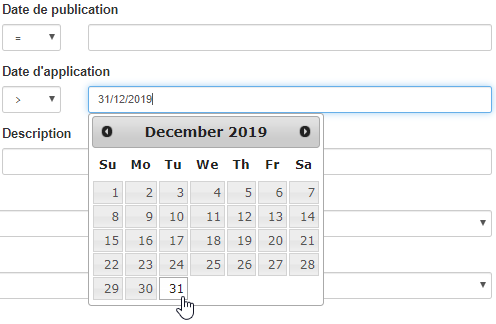 Date de publication
=
Date d'application
> 31/12/2019
Description
December 2019
Su Mo Tu We Th Fr Sa
1 2 3 4 5 6 7
8 9 10 11 12 13 14
15 16 17 18 19 20 21
22 23 24 25 26 27 28
29 30 31